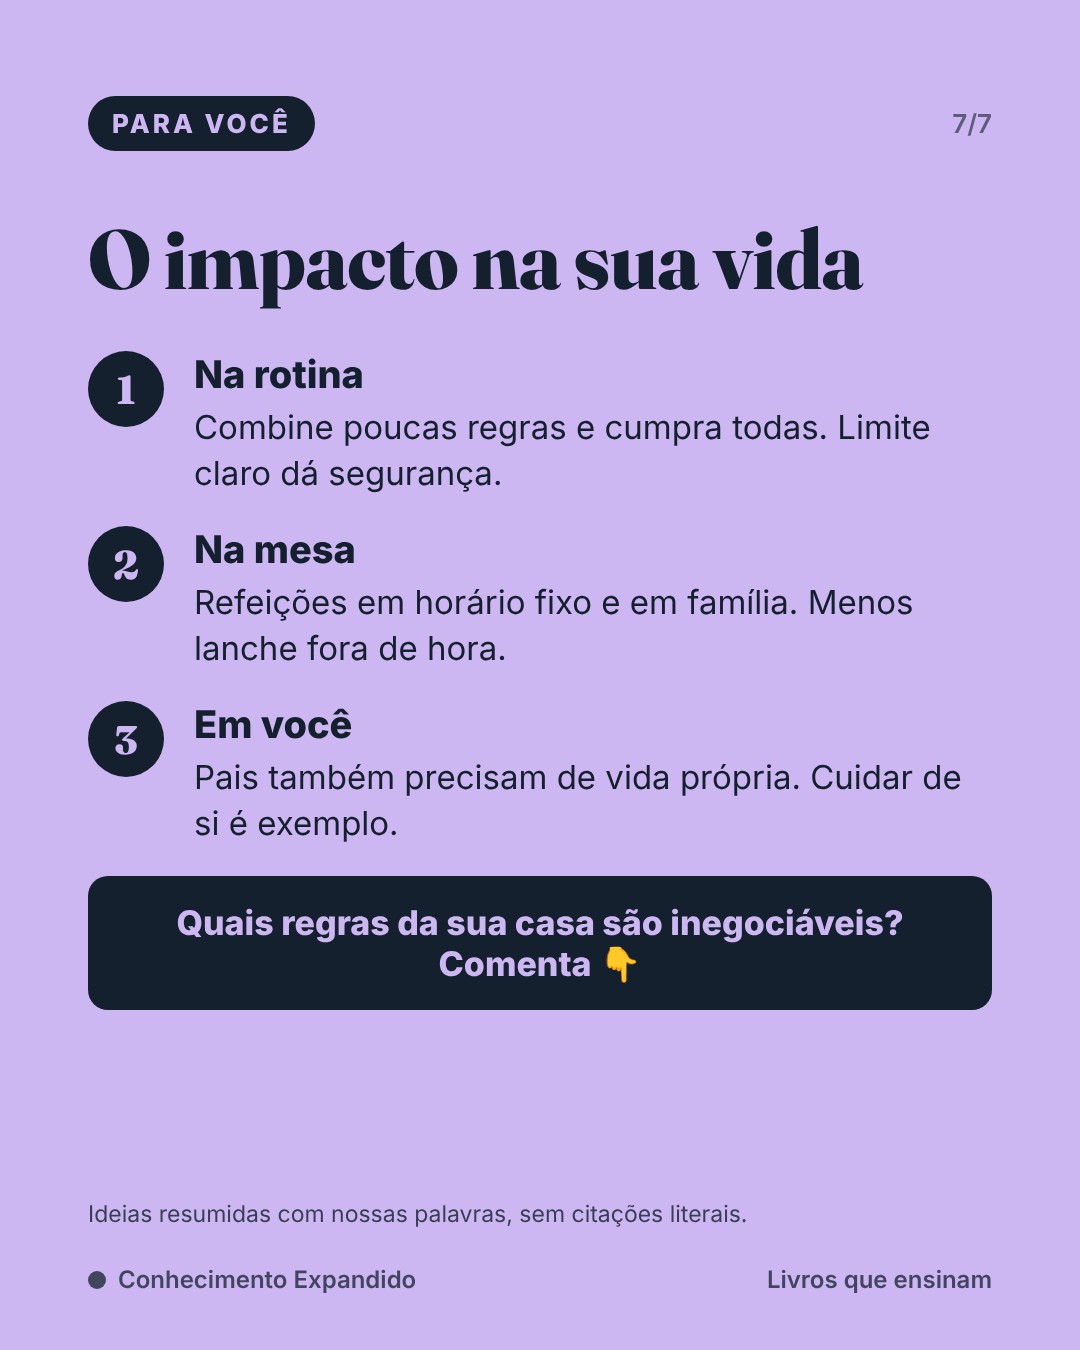 PARA VOCÊ
7/7
O impacto na sua vida
1
Na rotina
Combine poucas regras e cumpra todas. Limite
claro dá segurança.
2
Na mesa
Refeições em horário fixo e em família. Menos
lanche fora de hora.
3
Em você
Pais também precisam de vida própria. Cuidar de
si é exemplo.
Quais regras da sua casa são inegociáveis?
Comenta 👇
Ideias resumidas com nossas palavras, sem citações literais.
Conhecimento Expandido
Livros que ensinam